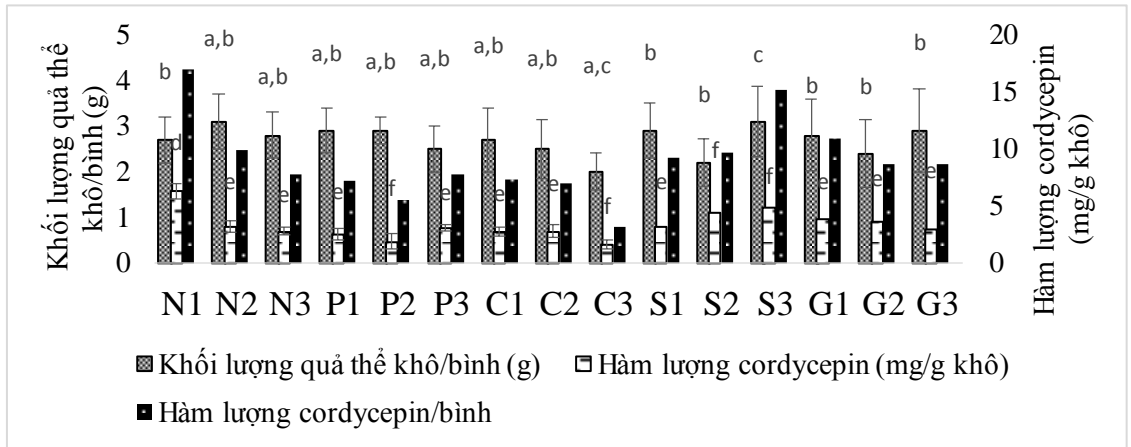 Khối lượng quả thể
khô/bình (g)
5
4
3
2
1
0
b a,b a,b a,b a,b a,b a,b a,b a,c b b c b b b
d e e e f e e e f e f f e e e
20
15
10
5
0
Hàm lượng cordycepin
(mg/g khô)
N1 N2 N3 P1 P2 P3 C1 C2 C3 S1 S2 S3 G1 G2 G3
Khối lượng quả thể khô/bình (g) Hàm lượng cordycepin (mg/g khô)
Hàm lượng cordycepin/bình